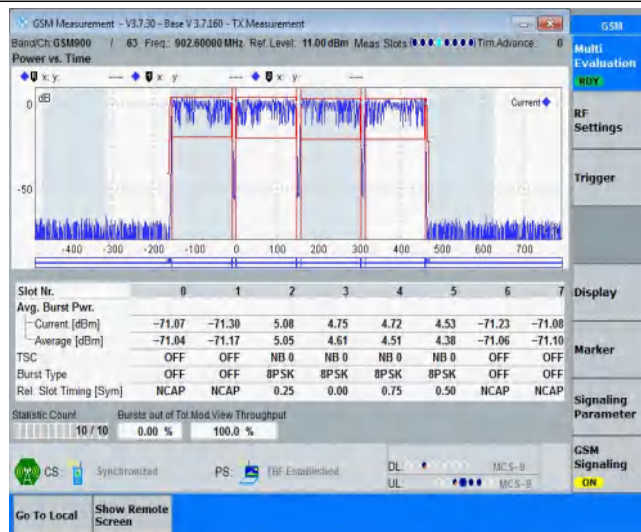 GSM Measurement - V3.7.30 - Base V 3.7.160 - TX Measurement
GSM
Band/Ch: GSM900 / 63 Freq.: 902.60000 MHz Ref. Level: 11.00 dBm Meas Slots Tim.Advance: 0
Power vs. Time
Multi Evaluation
RDY
x: y: --- x y --- x y ---
dB
Current
0
-50
-400 -300 -200 -100 0 100 200 300 400 500 600 700
RF Settings
Trigger
Slot Nr. 0 1 2 3 4 5 6 7
Avg. Burst Pwr.
Current [dBm] -71.07 -71.30 5.08 4.75 4.72 4.53 -71.23 -71.08
Average [dBm] -71.04 -71.17 5.05 4.61 4.51 4.38 -71.06 -71.10
TSC OFF OFF NB 0 NB 0 NB 0 NB 0 OFF OFF
Burst Type OFF OFF 8PSK 8PSK 8PSK 8PSK OFF OFF
Rel. Slot Timing [Sym] NCAP NCAP 0.25 0.00 0.75 0.50 NCAP NCAP
Display
Marker
Signaling Parameter
Statistic Count Bursts out of Tol. Mod.View Throughput
10 / 10 0.00 % 100.0 %
CS: Synchronized PS: TBF Established DL: MCS-9
UL:
GSM Signaling
ON
Go To Local
Show Remote Screen